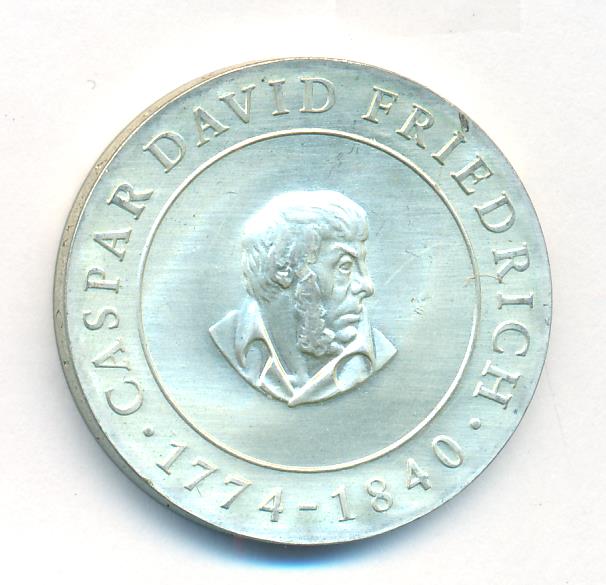 · CASPAR DAVID FRIEDRICH ·
1774-1840